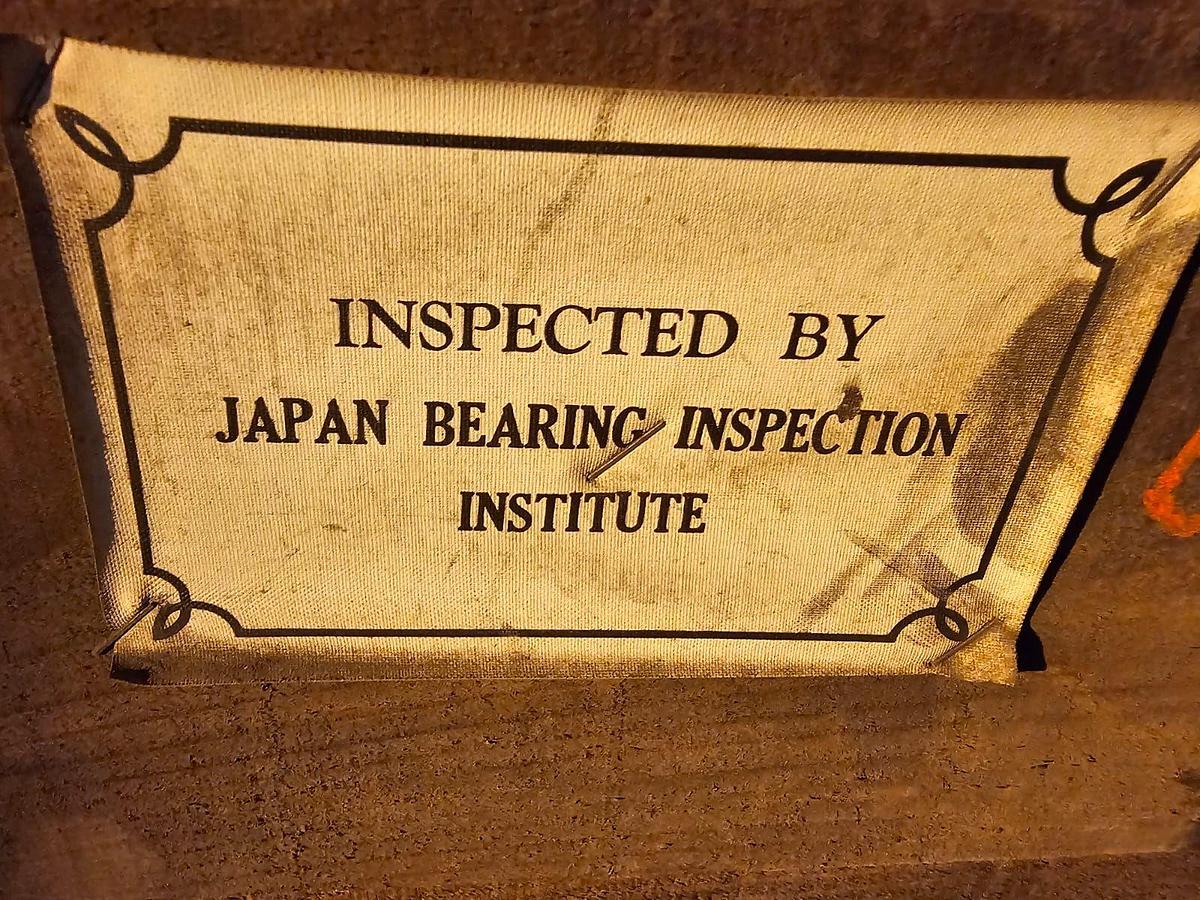 INSPECTED BY
JAPAN BEARING INSPECTION
INSTITUTE